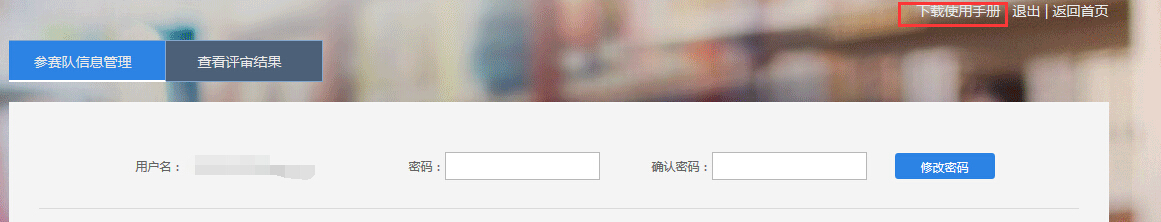 下载使用手册 退出 | 返回首页
参赛队信息管理 查看评审结果
用户名： 密码： 确认密码： 修改密码